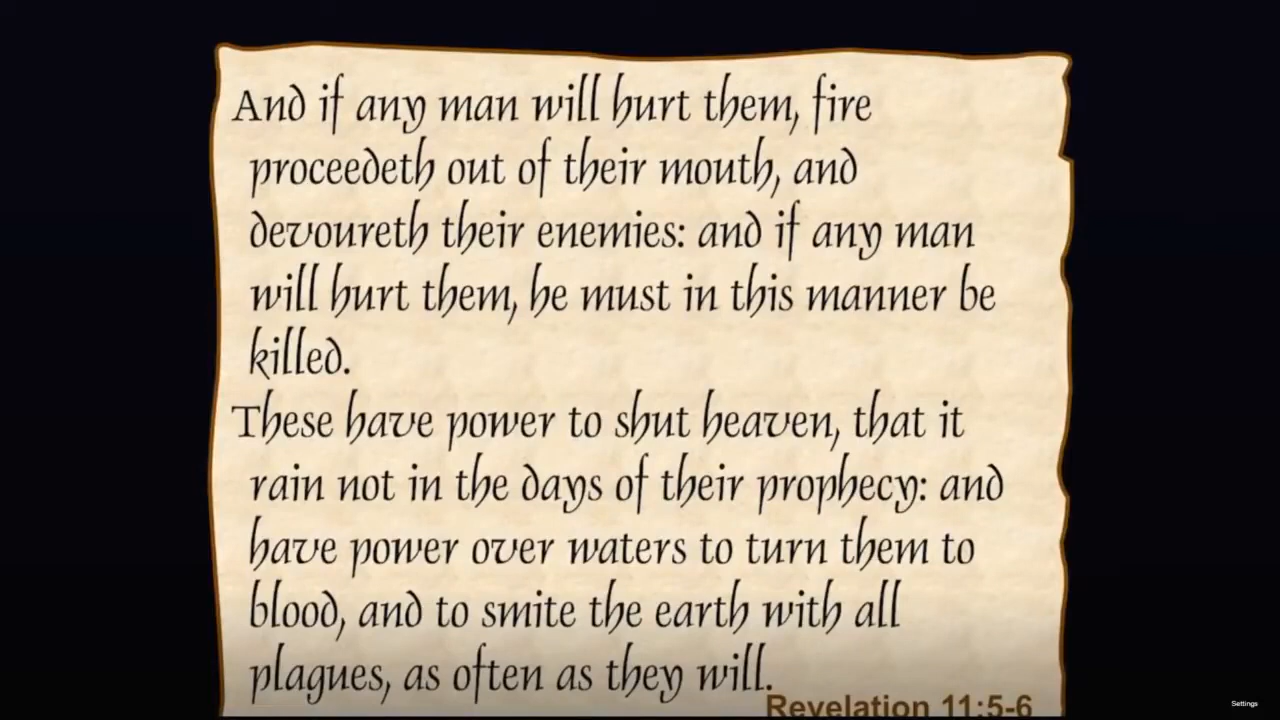 And if any man will hurt them, fire
proceedeth out of their mouth, and
devoureth their enemies: and if any man
will hurt them, he must in this manner be
killed.
These have power to shut heaven, that it
rain not in the days of their prophecy: and
have power over waters to turn them to
blood, and to smite the earth with all
plagues, as often as they will.
Revelation 11:5-6
Settings